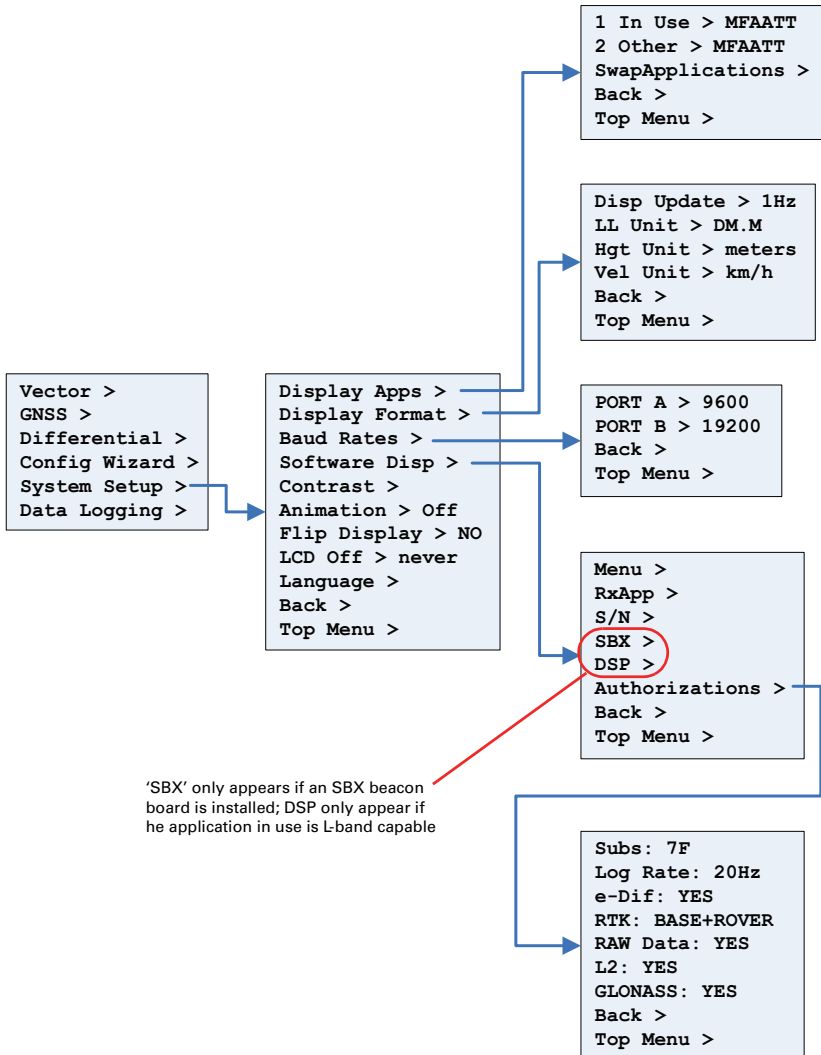 1 In Use > MFAATT
2 Other > MFAATT
SwapApplications >
Back >
Top Menu >
Disp Update > 1Hz
LL Unit > DM.M
Hgt Unit > meters
Vel Unit > km/h
Back >
Top Menu >
Vector >
GNSS >
Differential >
Config Wizard >
System Setup >
Data Logging >
Display Apps >
Display Format >
Baud Rates >
Software Disp >
Contrast >
Animation > Off
Flip Display > NO
LCD Off > never
Language >
Back >
Top Menu >
PORT A > 9600
PORT B > 19200
Back >
Top Menu >
Menu >
RxApp >
S/N >
SBX >
DSP >
Authorizations >
Back >
Top Menu >
‘SBX’ only appears if an SBX beacon
board is installed; DSP only appear if
he application in use is L-band capable
Subs: 7F
Log Rate: 20Hz
e-Dif: YES
RTK: BASE+ROVER
RAW Data: YES
L2: YES
GLONASS: YES
Back >
Top Menu >